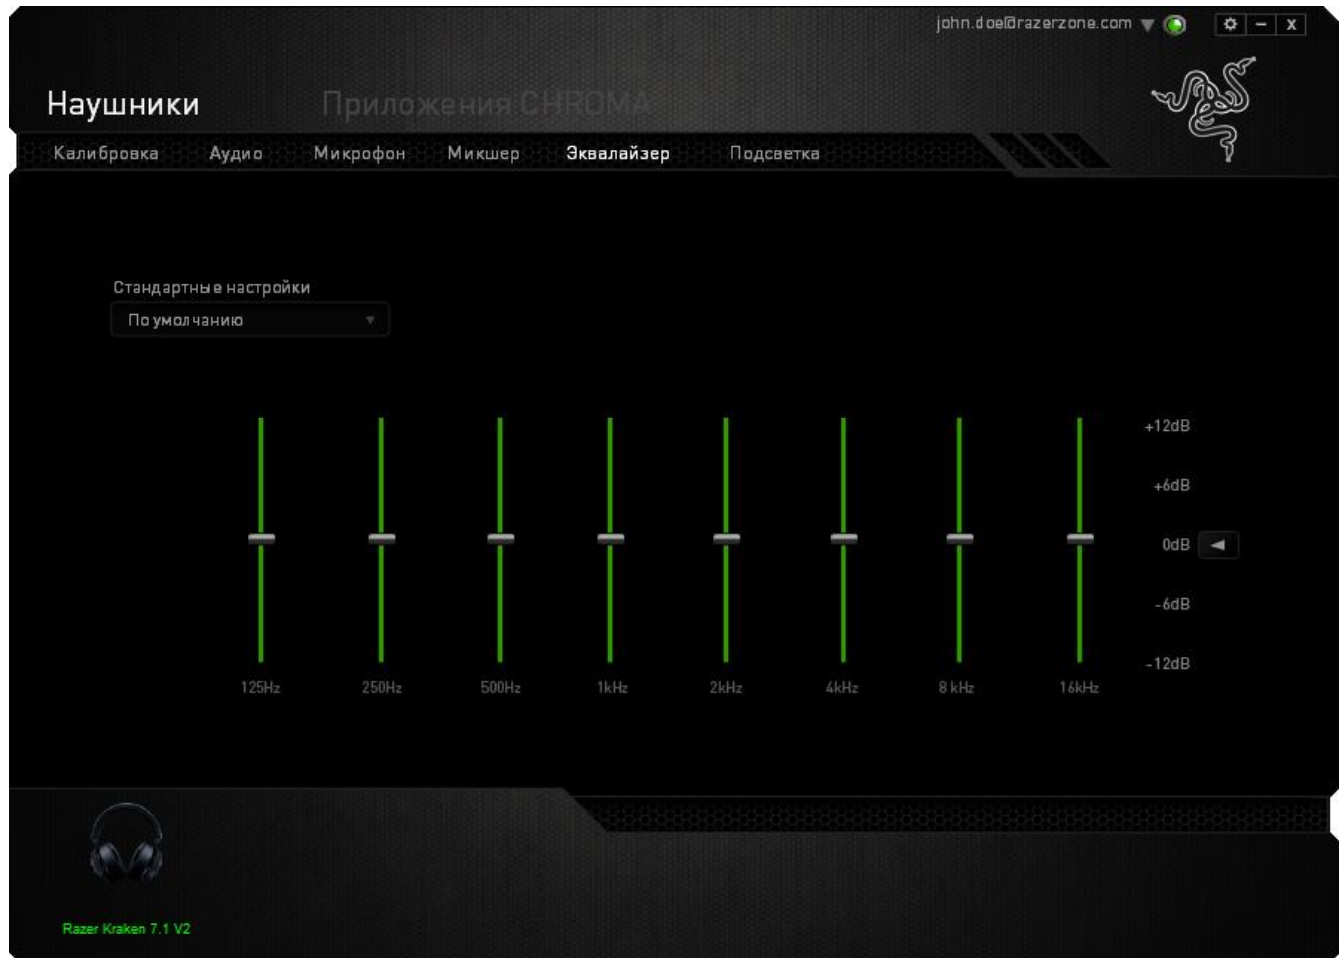 john.doe@razerzone.com
Наушники Приложения CHROMA
Калибровка Аудио Микрофон Микшер Эквалайзер Подсветка
Стандартные настройки
По умолчанию
+12dB
+6dB
0dB
-6dB
-12dB
125Hz 250Hz 500Hz 1kHz 2kHz 4kHz 8 kHz 16kHz
Razer Kraken 7.1 V2